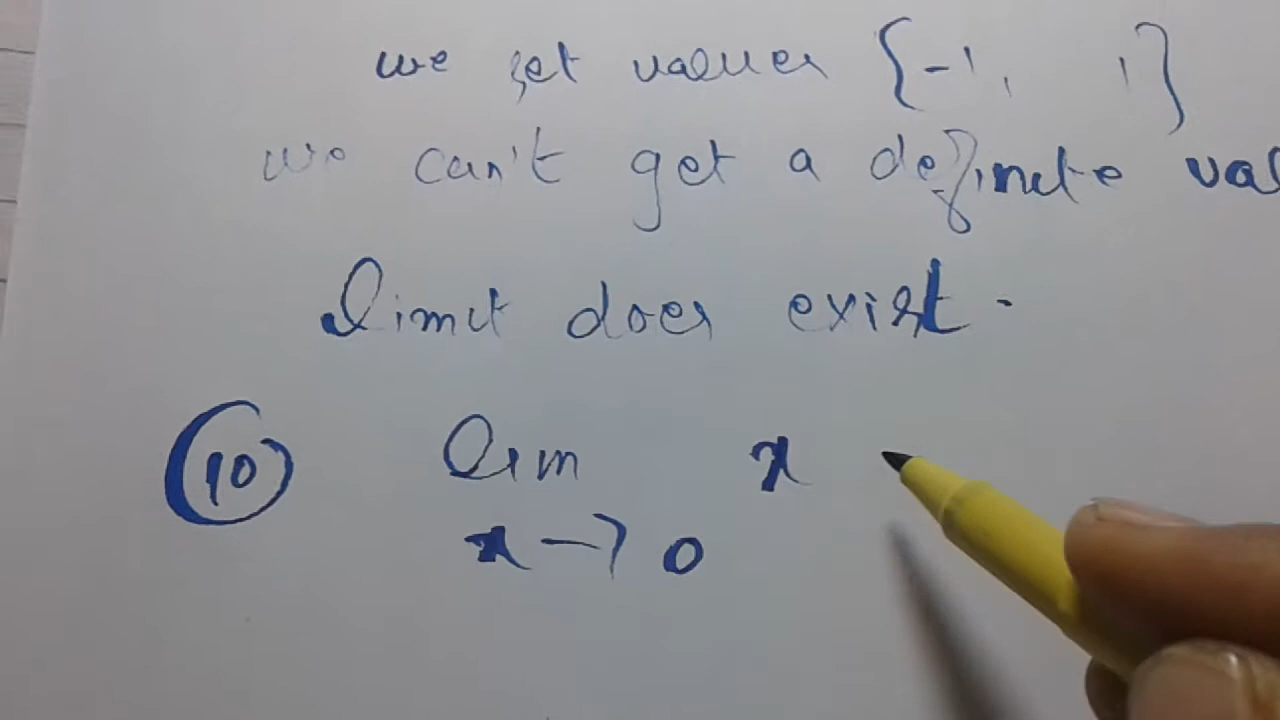 we get values {-1, 1}
we can't get a definite val
limit does exist.
10 lim x
x → 0